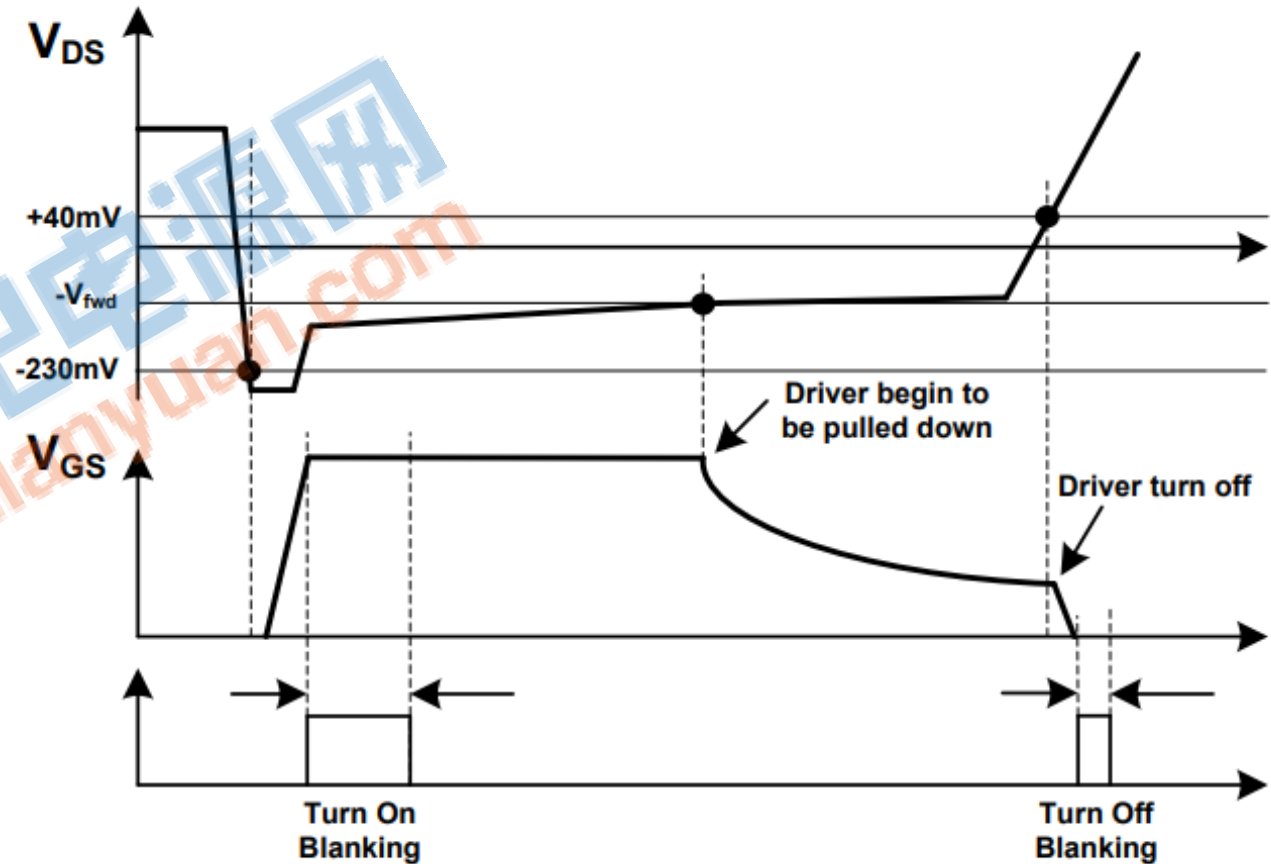 VDS
+40mV
-Vfwd
-230mV
Driver begin to
be pulled down
VGS
Driver turn off
Turn On
Blanking
Turn Off
Blanking
电源网
anyuan.com